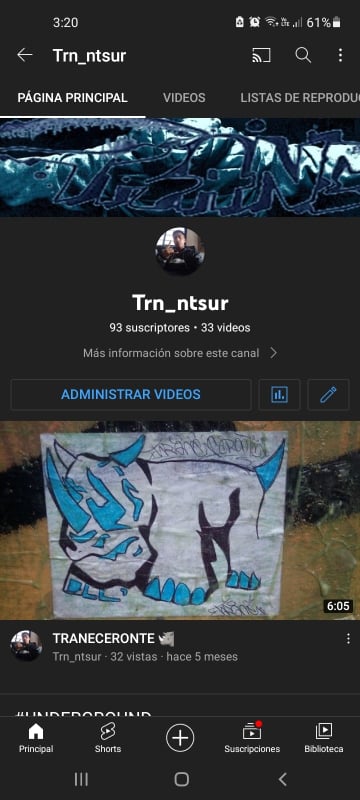 3:20
61%
Trn_ntsur
PÁGINA PRINCIPAL VIDEOS LISTAS DE REPRODU
Trn_ntsur
93 suscriptores • 33 videos
Más información sobre este canal
ADMINISTRAR VIDEOS
6:05
TRANECERONTE
Trn_ntsur · 32 vistas · hace 5 meses
#UNDERGROUND
Principal Shorts Suscripciones Biblioteca